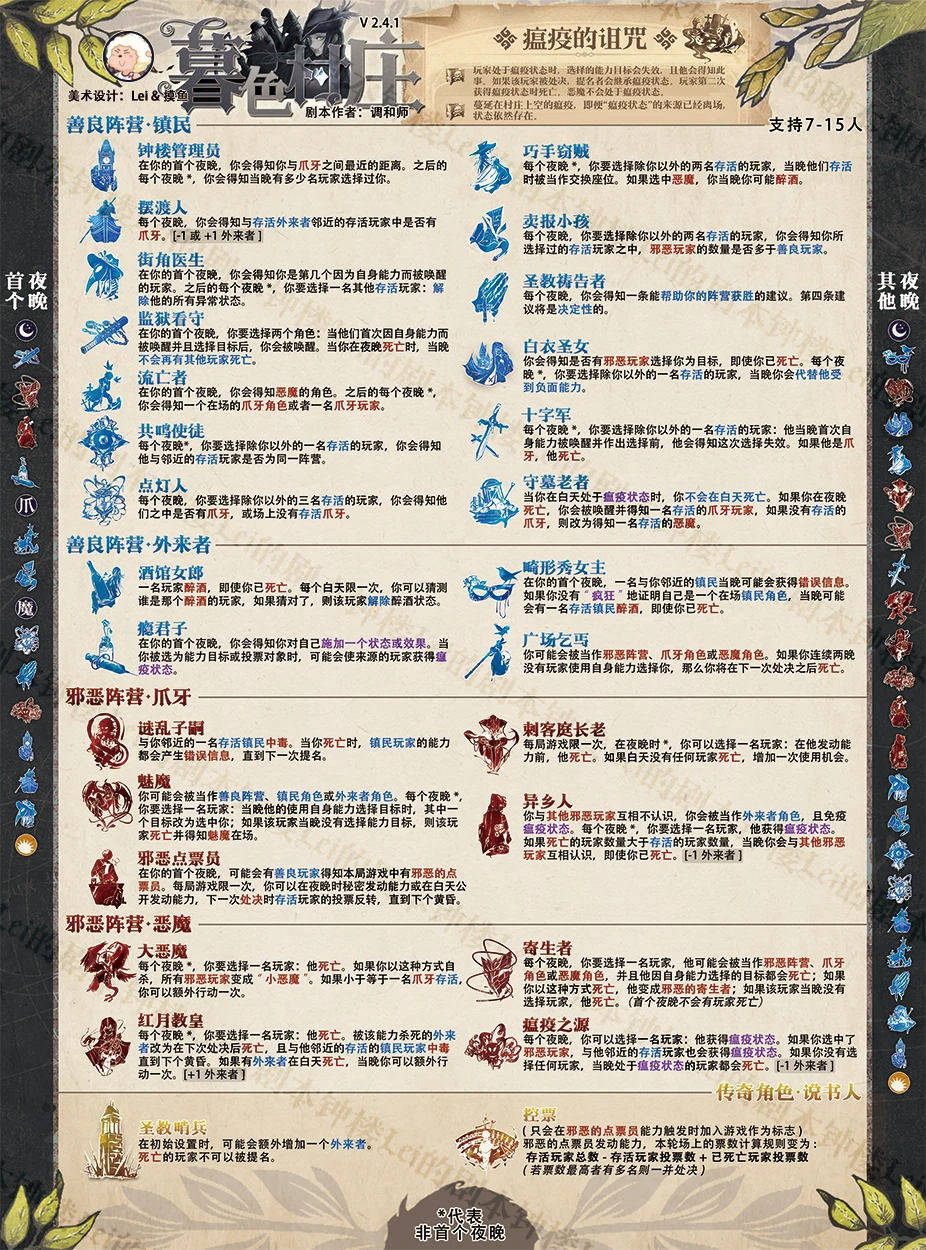 V 2.4.1
暮色村庄
美术设计：Lei & 摸鱼
剧本作者：调和师
瘟疫的诅咒
玩家处于瘟疫状态时，选择的能力目标会失效，且他会得知此
事。如果该玩家被处决，提名者会继承瘟疫状态。玩家第二次
获得瘟疫状态时死亡。恶魔不会处于瘟疫状态。
蔓延在村庄上空的瘟疫，即便“瘟疫状态”的来源已经离场，
状态依然存在。
支持7-15人
善良阵营·镇民
钟楼管理员
在你的首个夜晚，你会得知你与爪牙之间最近的距离。之后的
每个夜晚 *，你会得知当晚有多少名玩家选择过你。
摆渡人
每个夜晚，你会得知与存活外来者邻近的存活玩家中是否有
爪牙。[-1 或 +1 外来者 ]
街角医生
在你的首个夜晚，你会得知你是第几个因为自身能力而被唤醒
的玩家。之后的每个夜晚 *，你要选择一名其他存活玩家：解
除他的所有异常状态。
监狱看守
在你的首个夜晚，你要选择两个角色：当他们首次因自身能力而
被唤醒并且选择目标后，你会被唤醒。当你在夜晚死亡时，当晚
不会再有其他玩家死亡。
流亡者
在你的首个夜晚，你会得知恶魔的角色。之后的每个夜晚 *，
你会得知一个在场的爪牙角色或者一名爪牙玩家。
共鸣使徒
每个夜晚*，你要选择除你以外的一名存活的玩家，你会得知
他与邻近的存活玩家是否为同一阵营。
点灯人
每个夜晚，你要选择除你以外的三名存活的玩家，你会得知他
们之中是否有爪牙，或场上没有存活爪牙。
巧手窃贼
每个夜晚*，你要选择除你以外的两名存活的玩家，当晚他们存活
时被当作交换座位。如果选中恶魔，你当晚你可能醉酒。
卖报小孩
每个夜晚，你要选择除你以外的两名存活的玩家，你会得知你所
选择过的存活玩家之中，邪恶玩家的数量是否多于善良玩家。
圣教祷告者
每个夜晚，你会得知一条能帮助你的阵营获胜的建议。第四条建
议将是决定性的。
白衣圣女
你会得知是否有邪恶玩家选择你为目标，即使你已死亡。每个夜
晚 *，你要选择除你以外的一名存活的玩家，当晚你会代替他受
到负面能力。
十字军
每个夜晚*，你要选择除你以外的一名存活的玩家：他当晚首次自
身能力被唤醒并作出选择前，他会得知这次选择失效。如果他是爪
牙，他死亡。
守墓老者
当你在白天处于瘟疫状态时，你不会在白天死亡。如果你在夜晚
死亡，你会被唤醒并得知一名存活的爪牙玩家，如果没有存活的
爪牙，则改为得知一名存活的恶魔。
善良阵营·外来者
酒馆女郎
一名玩家醉酒，即使你已死亡。每个白天限一次，你可以猜测
谁是那个醉酒的玩家，如果猜对了，则该玩家解除醉酒状态。
瘾君子
在你的首个夜晚，你会得知你对自己施加一个状态或效果。当
你被选为能力目标或投票对象时，可能会使来源的玩家获得瘟
疫状态。
畸形秀女主
在你的首个夜晚，一名与你邻近的镇民当晚可能会获得错误信息。
如果你没有“疯狂”地证明自己是一个在场镇民角色，当晚可能
会有一名存活镇民醉酒，即使你已死亡。
广场乞丐
你可能会被当作邪恶阵营、爪牙角色或恶魔角色。如果你连续两晚
没有玩家使用自身能力选择你，那么你将在下一次处决之后死亡。
邪恶阵营·爪牙
谜乱子嗣
与你邻近的一名存活镇民中毒。当你死亡时，镇民玩家的能力
都会产生错误信息，直到下一次提名。
魅魔
你可能会被当作善良阵营、镇民角色或外来者角色。每个夜晚 *，
你要选择一名玩家：当晚他的使用自身能力选择目标时，其中一
个目标改为选中你；如果该玩家当晚没有选择能力目标，则该玩
家死亡并得知魅魔在场。
邪恶点票员
在你的首个夜晚，可能会有善良玩家得知本局游戏中有邪恶的点
票员。每局游戏限一次，你可以在夜晚时秘密发动能力或在白天公
开发动能力，下一次处决时存活玩家的投票反转，直到下个黄昏。
刺客庭长老
每局游戏限一次，在夜晚时*，你可以选择一名玩家：在他发动能
力前，他死亡。如果白天没有任何玩家死亡，增加一次使用机会。
异乡人
你与其他邪恶玩家互相不认识，你会被当作外来者角色，且免疫
瘟疫状态。每个夜晚 *，你要选择一名玩家，他获得瘟疫状态。
如果死亡的玩家数量大于存活的玩家数量，当晚你会与其他邪恶
玩家互相认识，即使你已死亡。[-1 外来者 ]
邪恶阵营·恶魔
大恶魔
每个夜晚 *，你要选择一名玩家：他死亡。如果你以这种方式自
杀，所有邪恶玩家变成“小恶魔”。如果小于等于一名爪牙存活，
你可以额外行动一次。
红月教皇
每个夜晚 *，你要选择一名玩家：他死亡。被该能力杀死的外来
者改为在下次处决后死亡，且与他邻近的存活的镇民玩家中毒
直到下个黄昏。如果有外来者在白天死亡，当晚你可以额外行
动一次。[+1 外来者 ]
寄生者
每个夜晚，你要选择一名玩家，他可能会被当作邪恶阵营、爪牙
角色或恶魔角色，并且他因自身能力选择的目标都会死亡；如果
你以这种方式死亡，他变成邪恶的寄生者；如果该玩家当晚没有
选择玩家，他死亡。（首个夜晚不会有玩家死亡）
瘟疫之源
每个夜晚，你可以选择一名玩家：他获得瘟疫状态。如果你选中了
邪恶玩家，与他邻近的存活玩家也会获得瘟疫状态。如果你没有选
择任何玩家，当晚处于瘟疫状态的玩家都会死亡。[-1 外来者 ]
传奇角色·说书人
圣教哨兵
在初始设置时，可能会额外增加一个外来者。
死亡的玩家不可以被提名。
控票
（ 只会在邪恶的点票员能力触发时加入游戏作为标志 ）
邪恶的点票员发动能力，本轮场上的票数计算规则变为：
存活玩家总数 - 存活玩家投票数 + 已死亡玩家投票数
（ 若票数最高者有多名则一并处决 ）
首个夜晚
爪
魔
其他夜晚
*代表
非首个夜晚